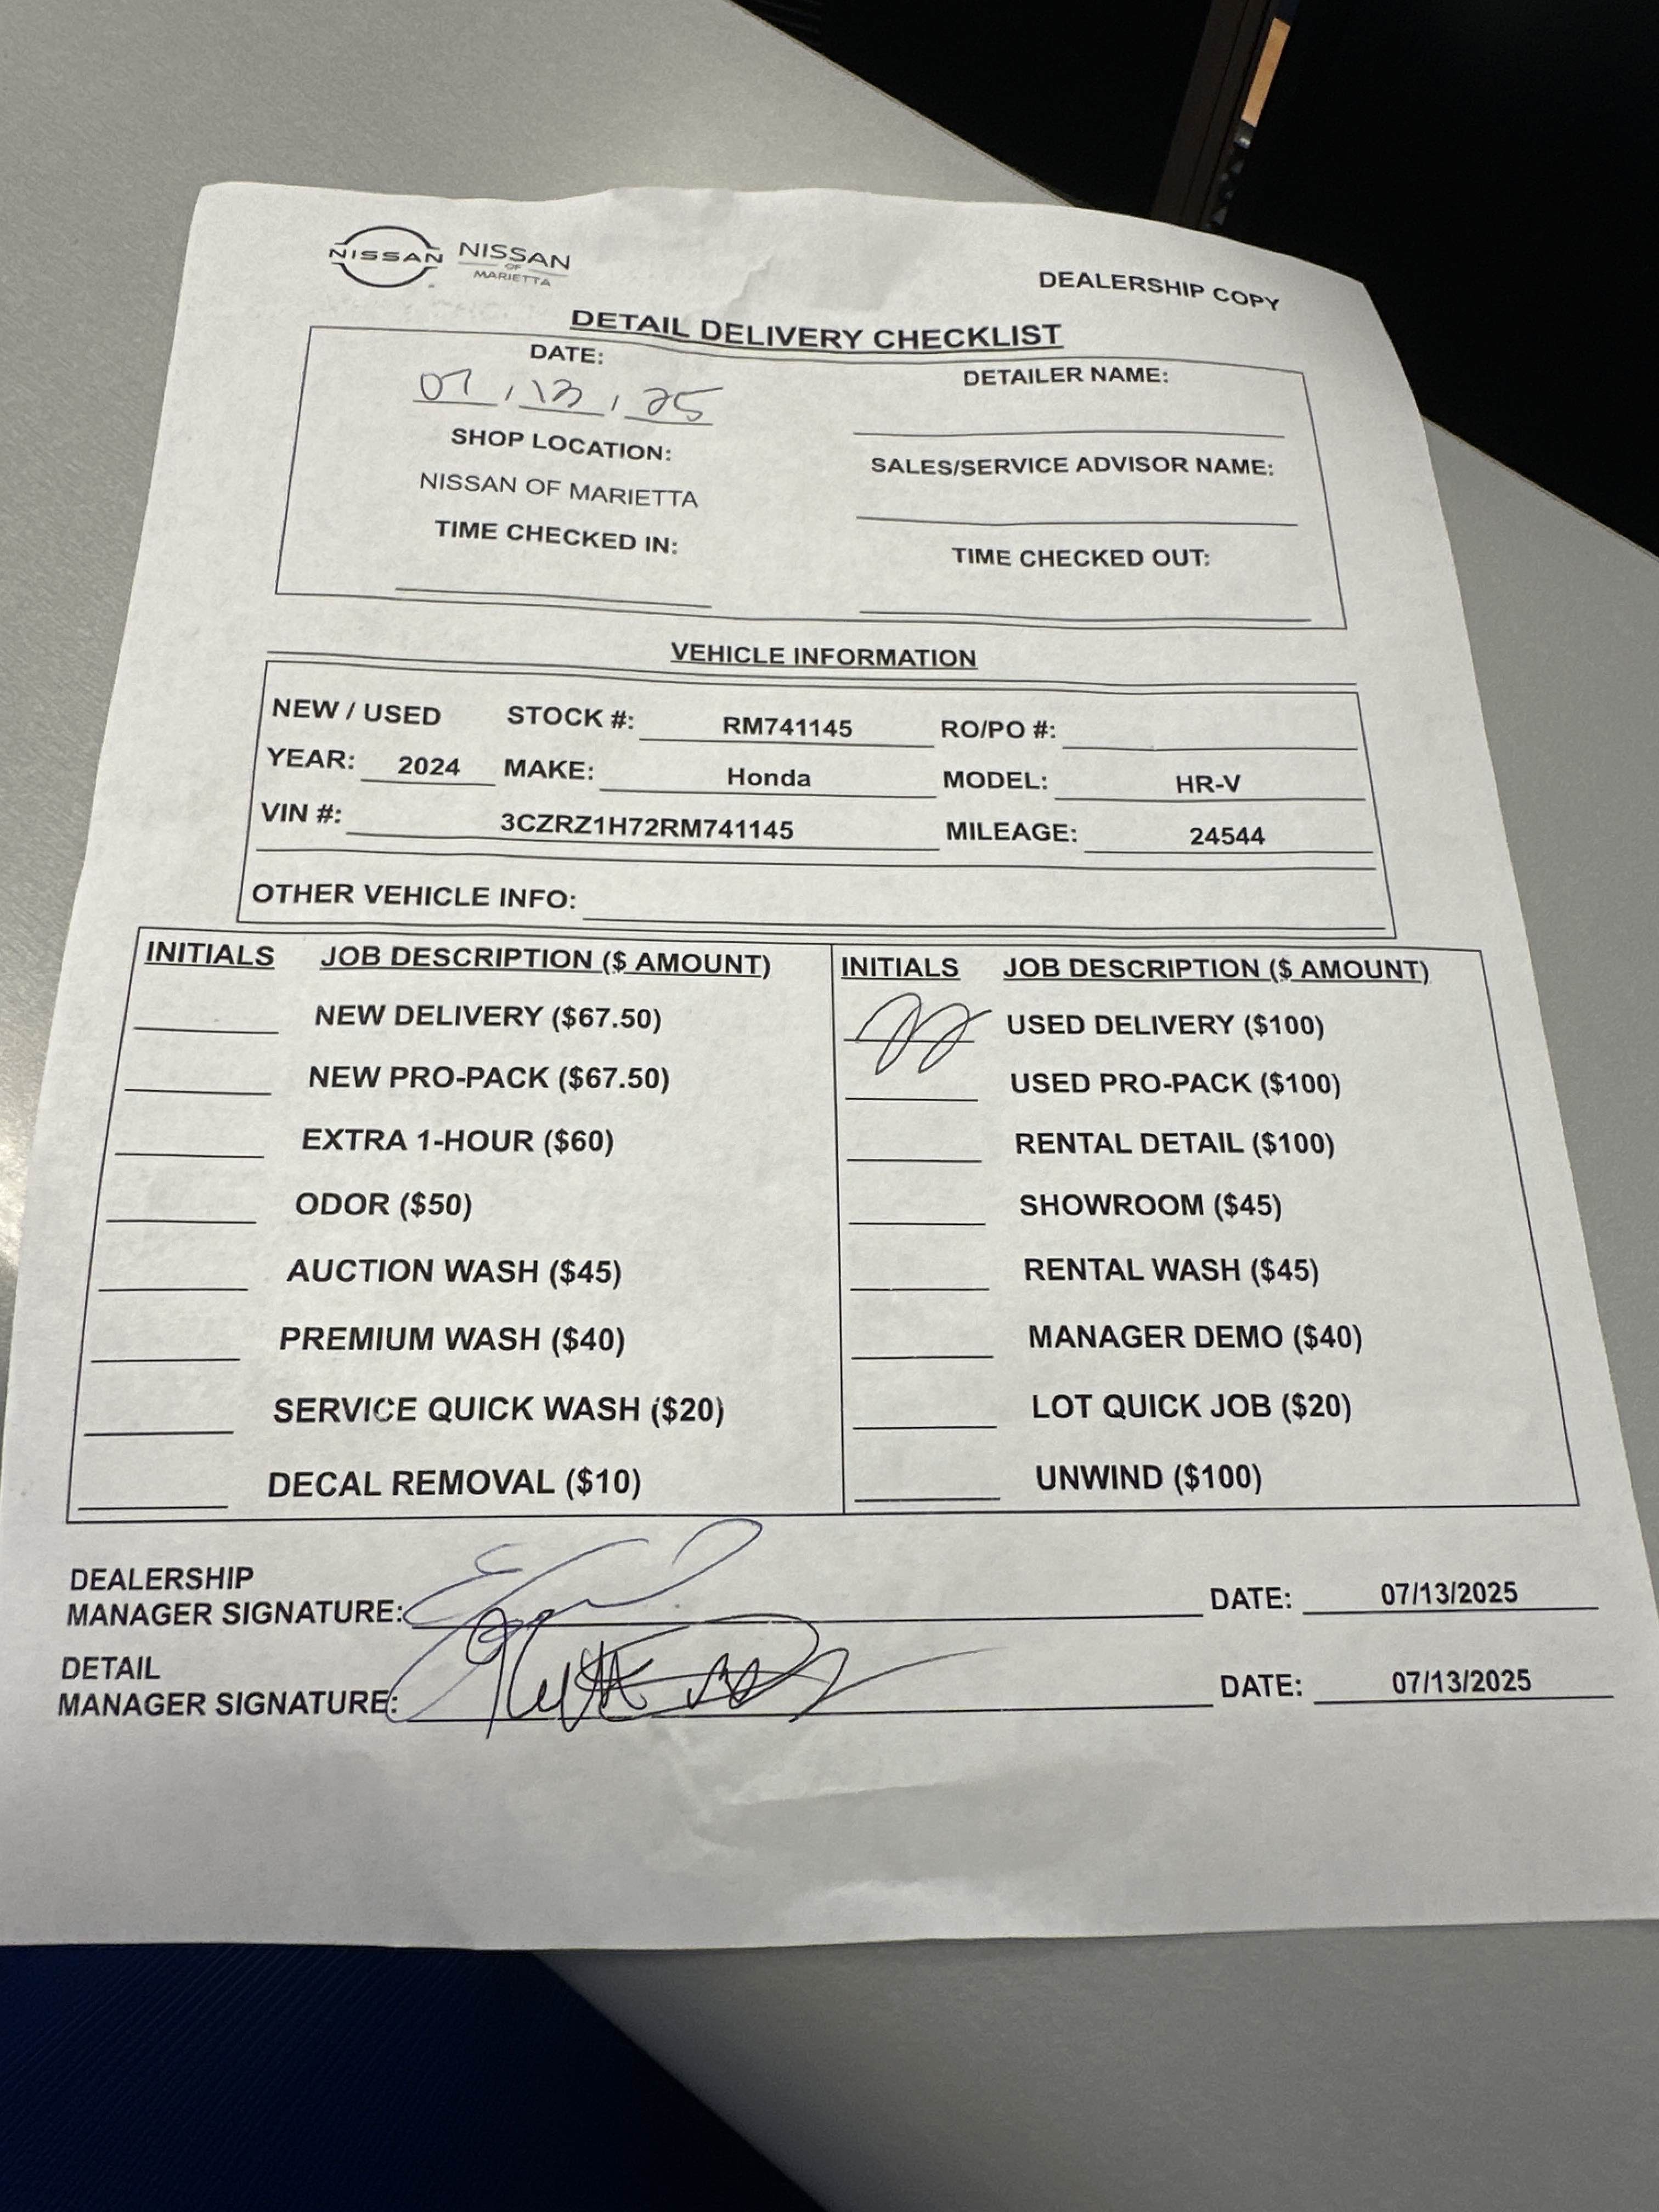 NISSAN NISSAN
OF
MARIETTA
DEALERSHIP COPY
DETAIL DELIVERY CHECKLIST
DATE:
07 / 13 / 25
DETAILER NAME:
SHOP LOCATION:
SALES/SERVICE ADVISOR NAME:
NISSAN OF MARIETTA
TIME CHECKED IN:
TIME CHECKED OUT:
VEHICLE INFORMATION
NEW / USED STOCK #: RM741145 RO/PO #:
YEAR: 2024 MAKE: Honda MODEL: HR-V
VIN #: 3CZRZ1H72RM741145 MILEAGE: 24544
OTHER VEHICLE INFO:
INITIALS JOB DESCRIPTION ($ AMOUNT) INITIALS JOB DESCRIPTION ($ AMOUNT)
NEW DELIVERY ($67.50) USED DELIVERY ($100)
NEW PRO-PACK ($67.50) USED PRO-PACK ($100)
EXTRA 1-HOUR ($60) RENTAL DETAIL ($100)
ODOR ($50) SHOWROOM ($45)
AUCTION WASH ($45) RENTAL WASH ($45)
PREMIUM WASH ($40) MANAGER DEMO ($40)
SERVICE QUICK WASH ($20) LOT QUICK JOB ($20)
DECAL REMOVAL ($10) UNWIND ($100)
DEALERSHIP
MANAGER SIGNATURE: DATE: 07/13/2025
DETAIL
MANAGER SIGNATURE: DATE: 07/13/2025